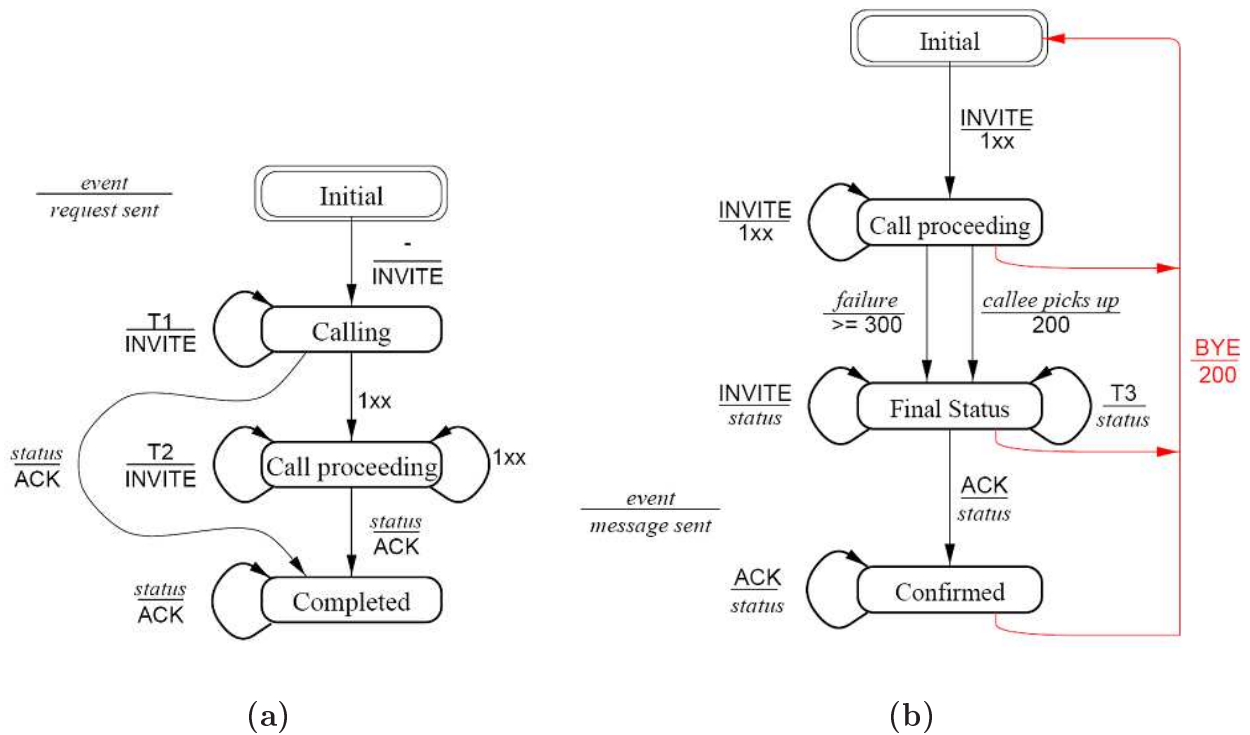 event
request sent
Initial
-
INVITE
T1
INVITE
Calling
1xx
status
ACK
T2
INVITE
Call proceeding
1xx
status
ACK
status
ACK
Completed
(a)
Initial
INVITE
1xx
INVITE
1xx
Call proceeding
failure
>= 300
callee picks up
200
BYE
200
INVITE
status
Final Status
T3
status
event
message sent
ACK
status
ACK
status
Confirmed
(b)